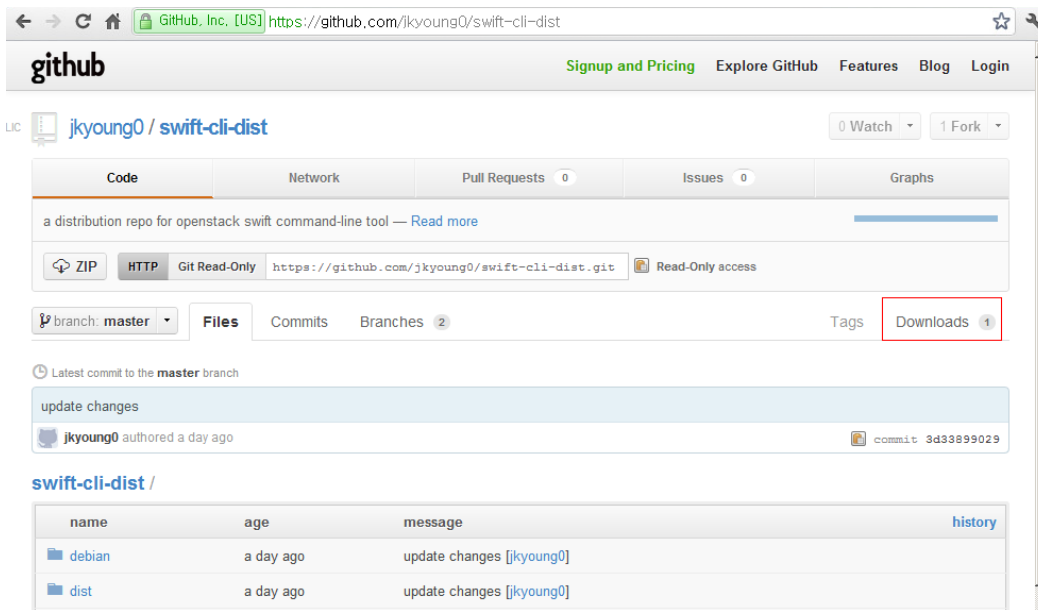 GitHub, Inc. [US] https://github.com/jkyoung0/swift-cli-dist
github
Signup and Pricing Explore GitHub Features Blog Login
LIC jkyoung0 / swift-cli-dist 0 Watch 1 Fork
Code Network Pull Requests 0 Issues 0 Graphs
a distribution repo for openstack swift command-line tool — Read more
ZIP HTTP Git Read-Only https://github.com/jkyoung0/swift-cli-dist.git Read-Only access
branch: master Files Commits Branches 2 Tags Downloads 1
Latest commit to the master branch
update changes
jkyoung0 authored a day ago commit 3d33899029
swift-cli-dist /
name age message history
debian a day ago update changes [jkyoung0]
dist a day ago update changes [jkyoung0]